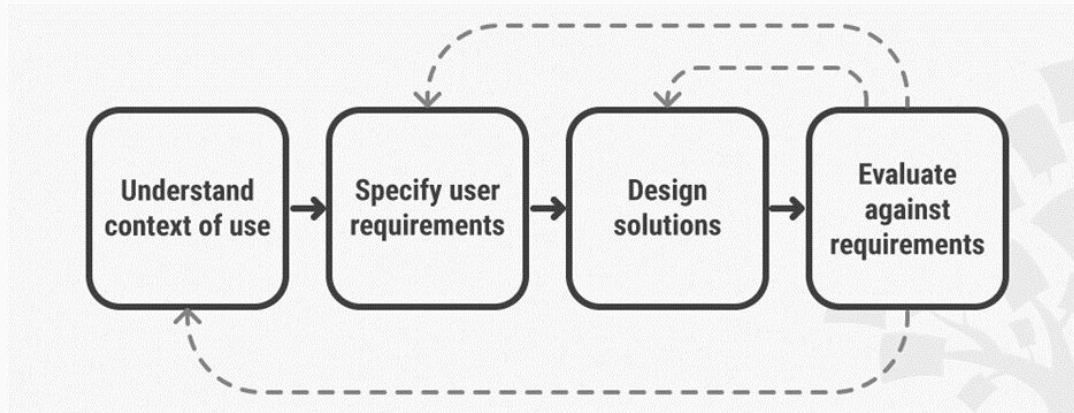 Understand
context of use
Specify user
requirements
Design
solutions
Evaluate
against
requirements